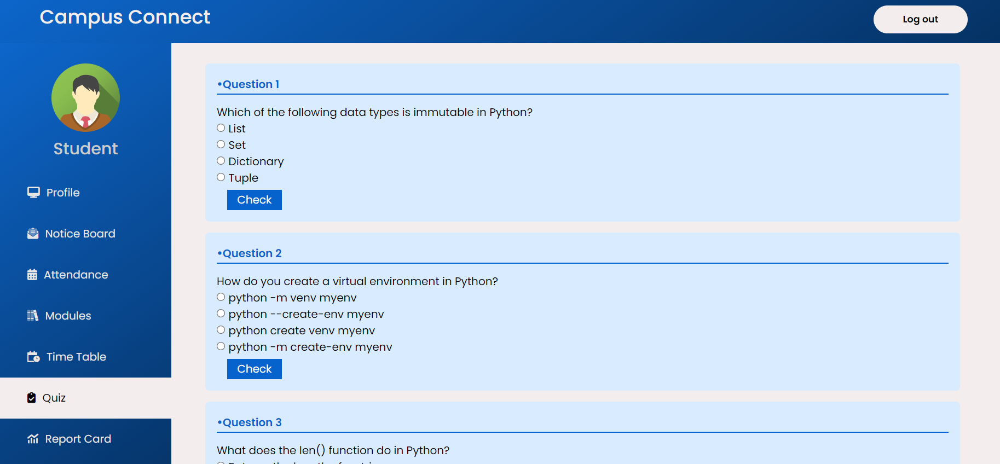 Campus Connect
Log out
Student
Profile
Notice Board
Attendance
Modules
Time Table
Quiz
Report Card
•Question 1
Which of the following data types is immutable in Python?
List
Set
Dictionary
Tuple
Check
•Question 2
How do you create a virtual environment in Python?
python -m venv myenv
python --create-env myenv
python create venv myenv
python -m create-env myenv
Check
•Question 3
What does the len() function do in Python?